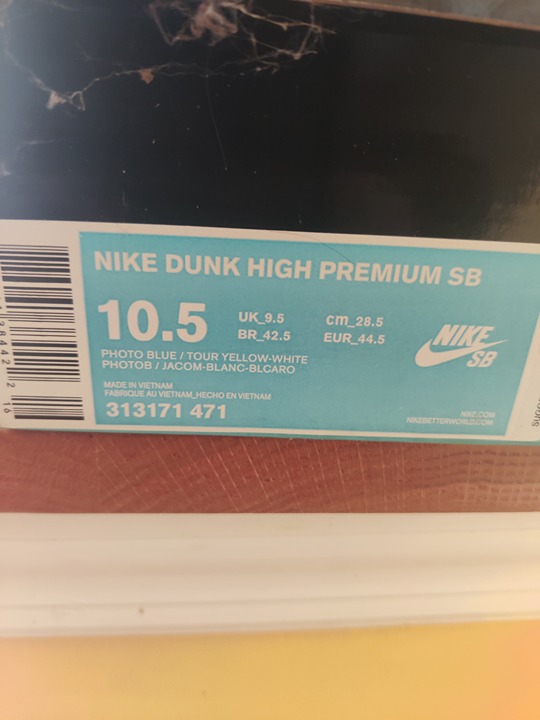 NIKE DUNK HIGH PREMIUM SB
10.5
UK_9.5
cm_28.5
BR_42.5
EUR_44.5
NIKE
SB
PHOTO BLUE / TOUR YELLOW-WHITE
PHOTOB / JACOM-BLANC-BLCARO
MADE IN VIETNAM
FABRIQUE AU VIETNAM_HECHO EN VIETNAM
313171 471
NIKE.COM
NIKEBETTERWORLD.COM